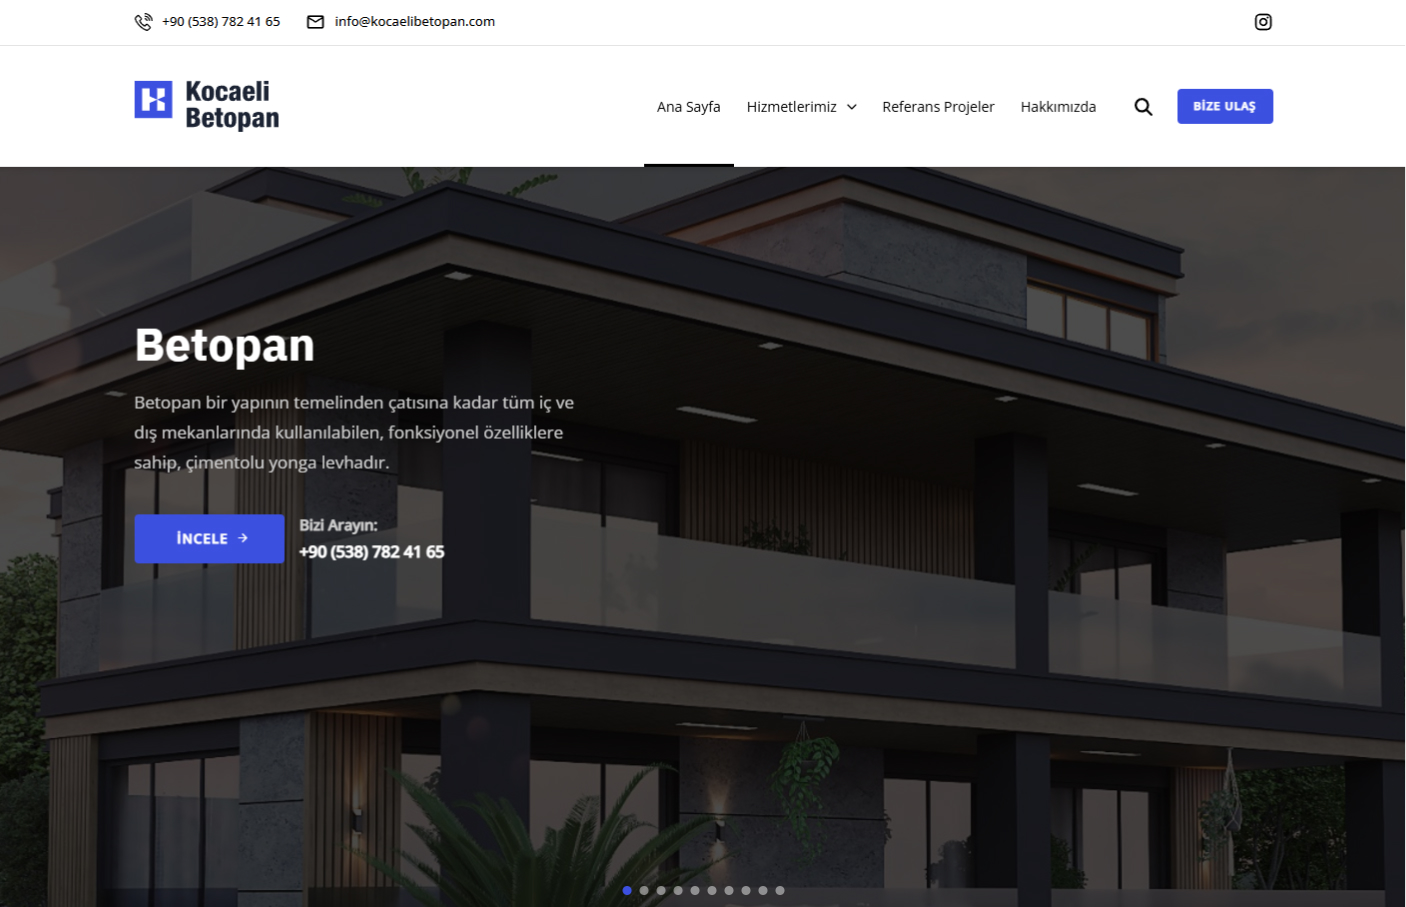 +90 (538) 782 41 65
info@kocaelibetopan.com
Kocaeli
Betopan
Ana Sayfa
Hizmetlerimiz
Referans Projeler
Hakkımızda
BİZE ULAŞ
Betopan
Betopan bir yapının temelinden çatısına kadar tüm iç ve
dış mekanlarında kullanılabilen, fonksiyonel özelliklere
sahip, çimentolu yonga levhadır.
İNCELE →
Bizi Arayın:
+90 (538) 782 41 65